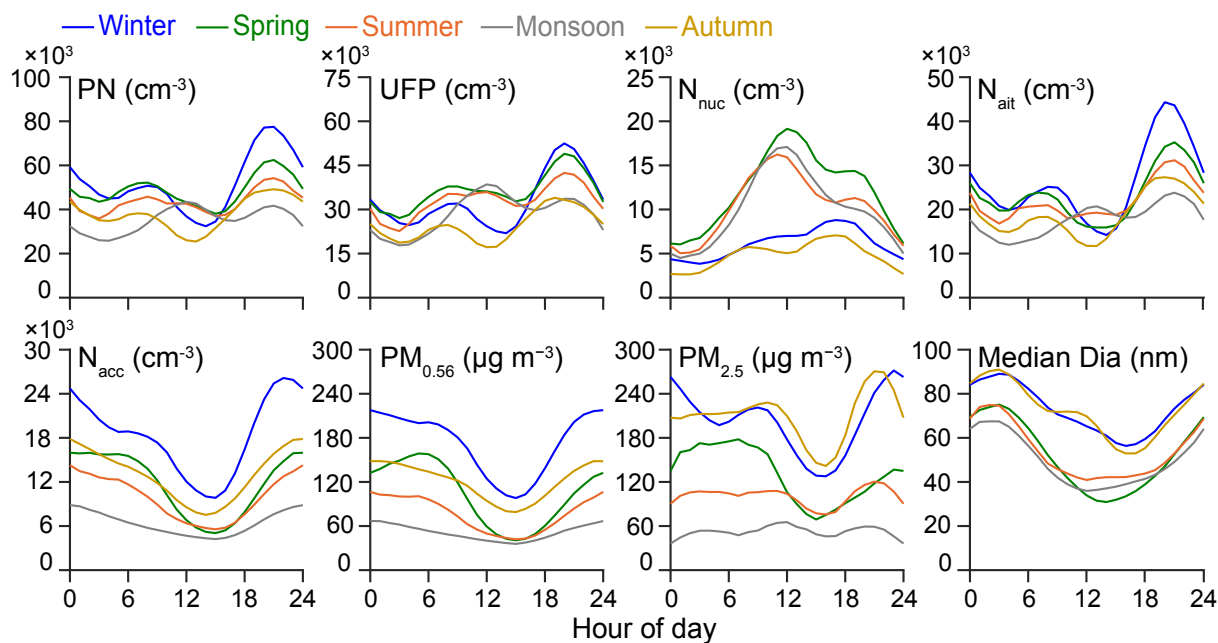 Winter Spring Summer Monsoon Autumn
×10³ ×10³ ×10³ ×10³
PN (cm⁻³) UFP (cm⁻³) N_nuc (cm⁻³) N_ait (cm⁻³)
100 75 25 50
80 60 20 40
60 45 15 30
40 30 10 20
20 15 5 10
0 0 0 0
×10³
N_acc (cm⁻³) PM_0.56 (µg m⁻³) PM_2.5 (µg m⁻³) Median Dia (nm)
30 300 300 100
24 240 240 80
18 180 180 60
12 120 120 40
6 60 60 20
0 0 0 0
0 6 12 18 24 0 6 12 18 24 0 6 12 18 24 0 6 12 18 24
Hour of day